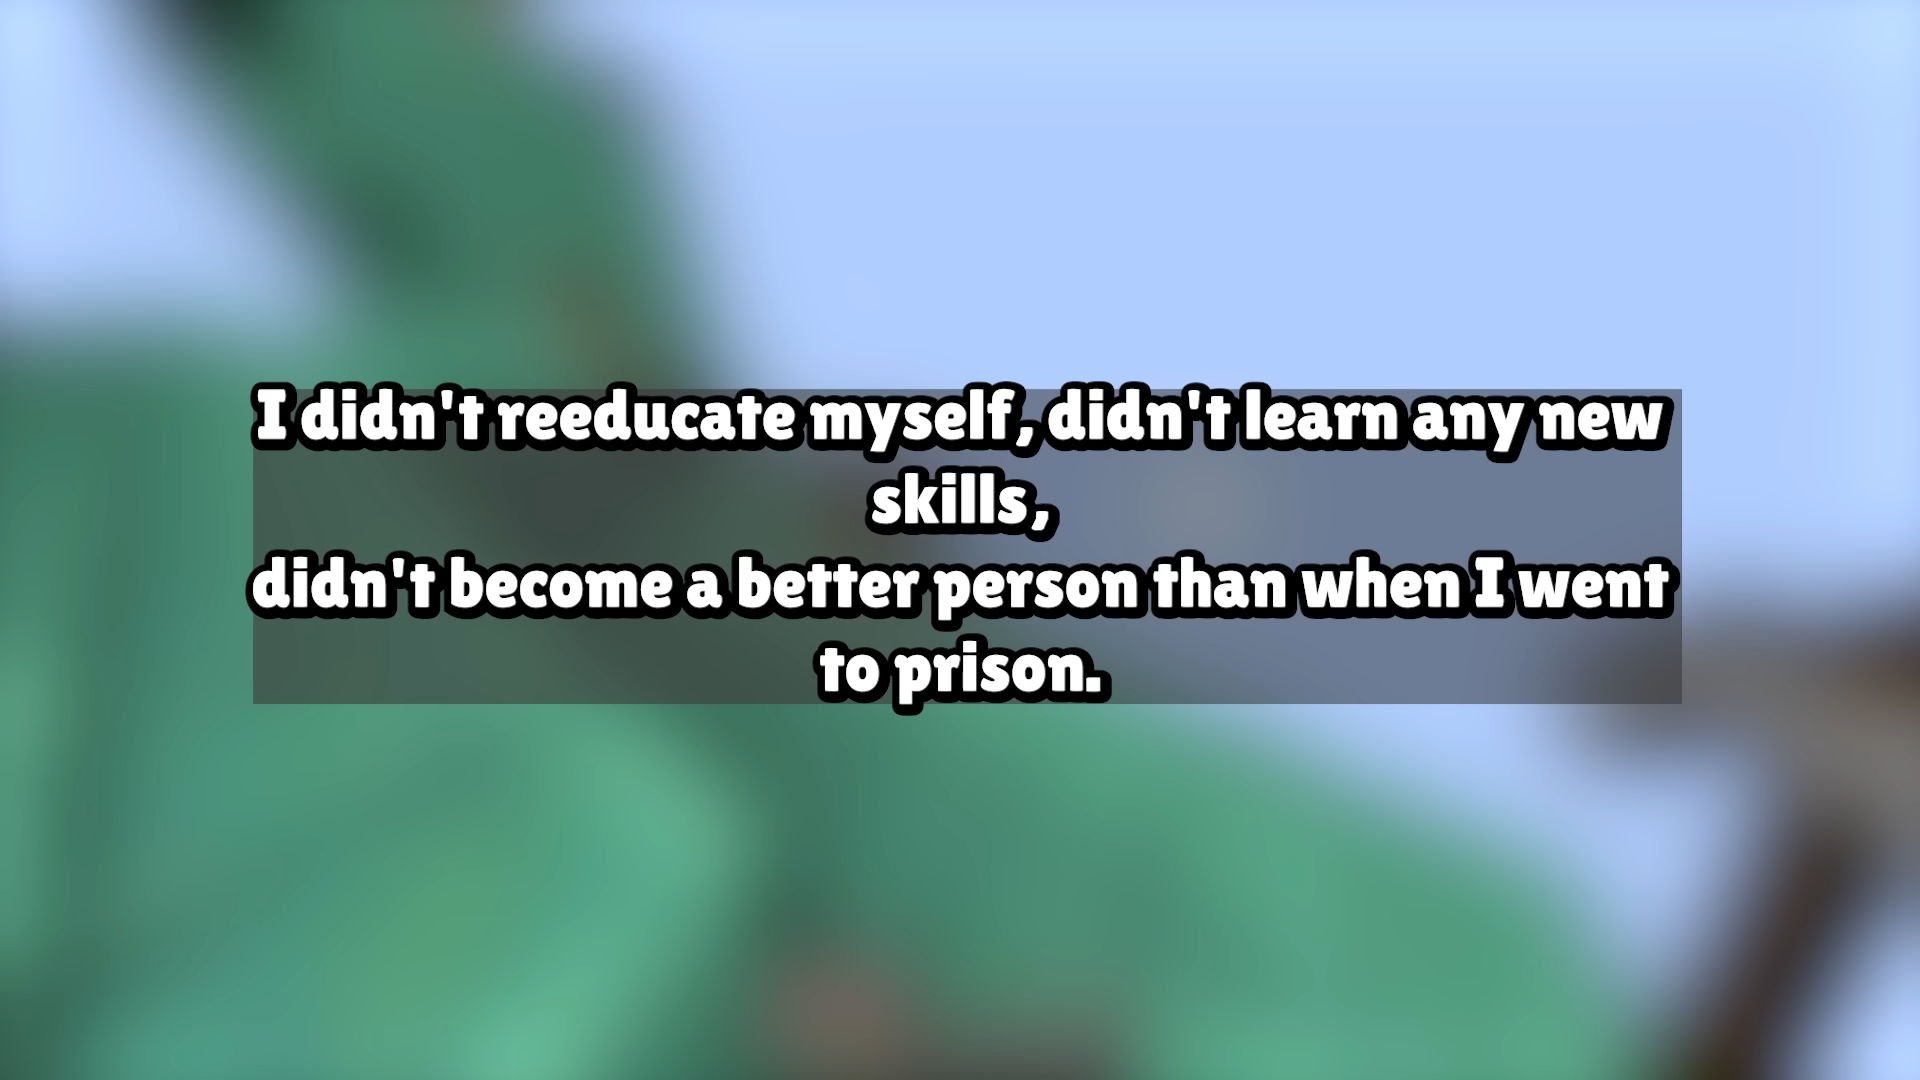 I didn't reeducate myself, didn't learn any new
skills,
didn't become a better person than when I went
to prison.